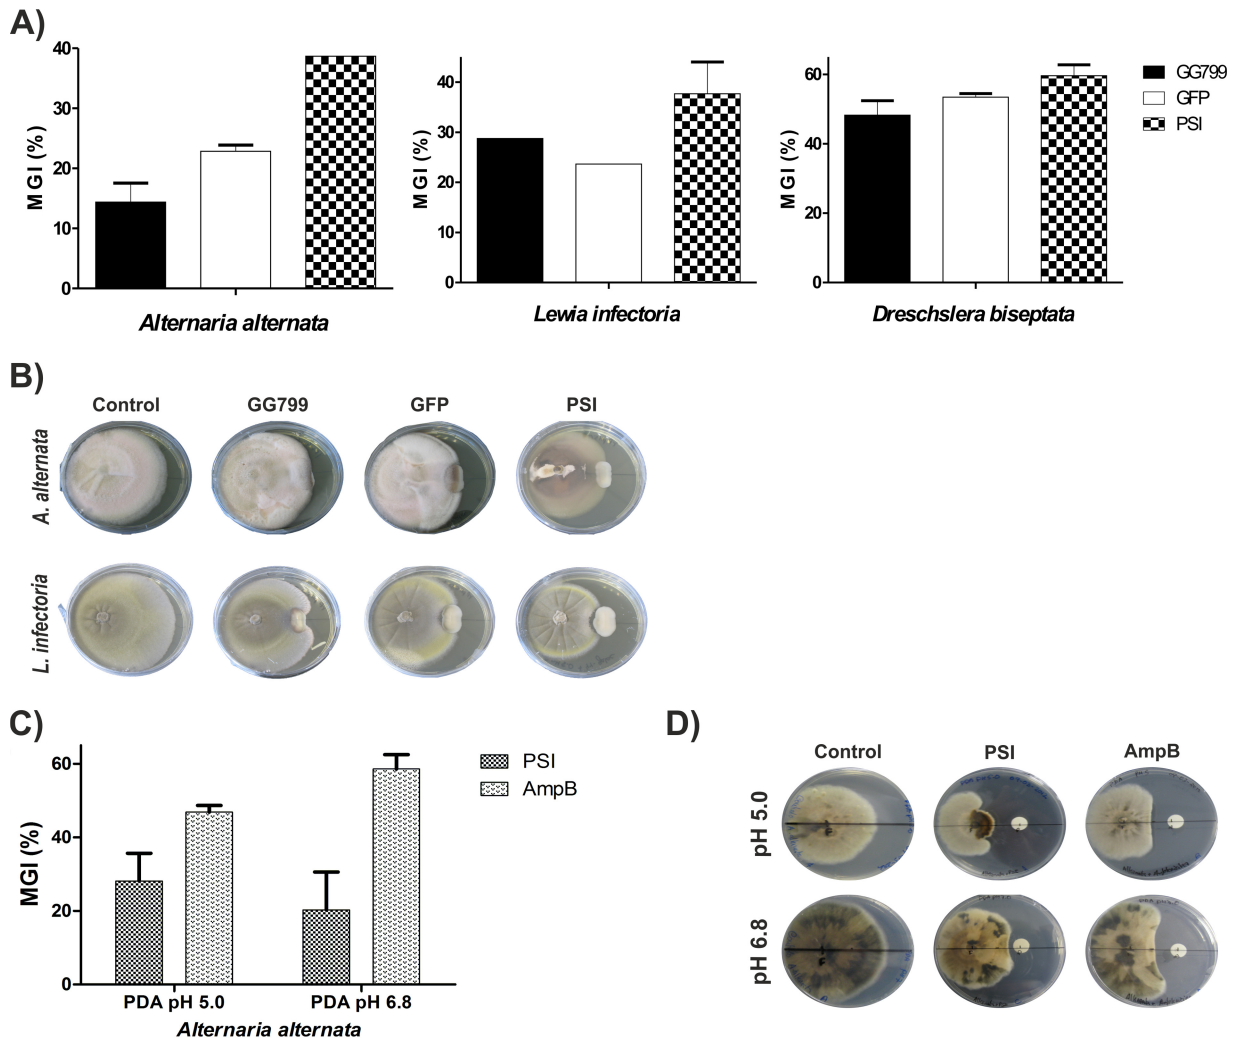 A)
MGI (%)
40
30
20
10
0
Alternaria alternata
MGI (%)
40
30
20
10
0
Lewia infectoria
MGI (%)
60
40
20
0
Dreschslera biseptata
GG799
GFP
PSI
B)
Control GG799 GFP PSI
A. alternata
L. infectoria
C)
MGI (%)
60
40
20
0
PDA pH 5.0 PDA pH 6.8
Alternaria alternata
PSI
AmpB
D)
Control PSI AmpB
pH 5.0
pH 6.8